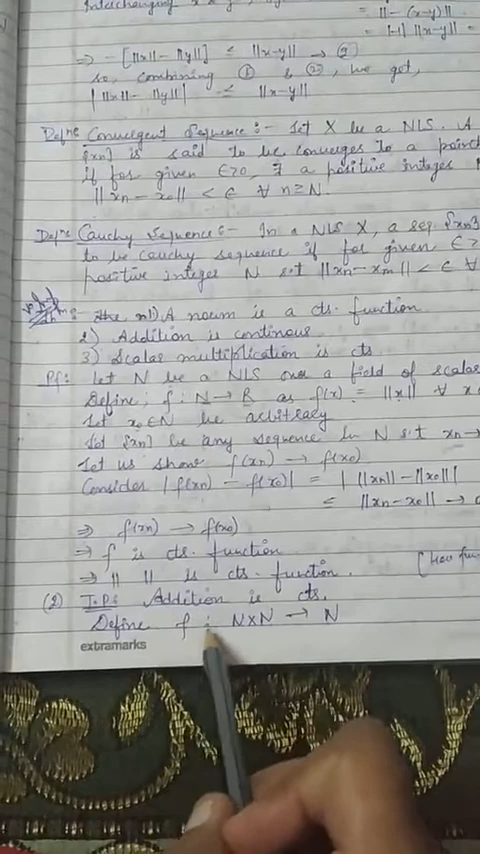 Interchanging
= ||-(x-y)||
= |-1| ||x-y|| =
⇒ -[||x|| - ||y||] ≤ ||x-y|| → ②
so, combining ① & ②, we get,
| ||x|| - ||y|| | ≤ ||x-y||
Defnᵉ Convergent Sequence :- Let X be a NLS. A
{xn} is said to be converges to a point
if for given ϵ>0, ∃ a positive integer
||xn - x0|| < ϵ ∀ n ≥ N.
Defnᵉ Cauchy Sequence :- In a NLS X, a seq {xn}
to be cauchy sequence if for given ϵ >
positive integer N s.t ||xn - xm|| < ϵ ∀
1) A norm is a cts. function
2) Addition is continous
3) Scalar multiplication is cts
Pf: Let N be a NLS over a field of scalar
Define, f: N → R as f(x) = ||x|| ∀ x
Let x0 ∈ N be arbitrary
Let {xn} be any sequence in N s.t xn →
Let us show f(xn) → f(x0)
Consider |f(xn) - f(x0)| = | ||xn|| - ||x0|| |
≤ ||xn - x0|| → 0
⇒ f(xn) → f(x0)
⇒ f is cts. function
⇒ || || is cts. function.
(2) T.P: Addition is cts.
Define f : N×N → N
extramarks